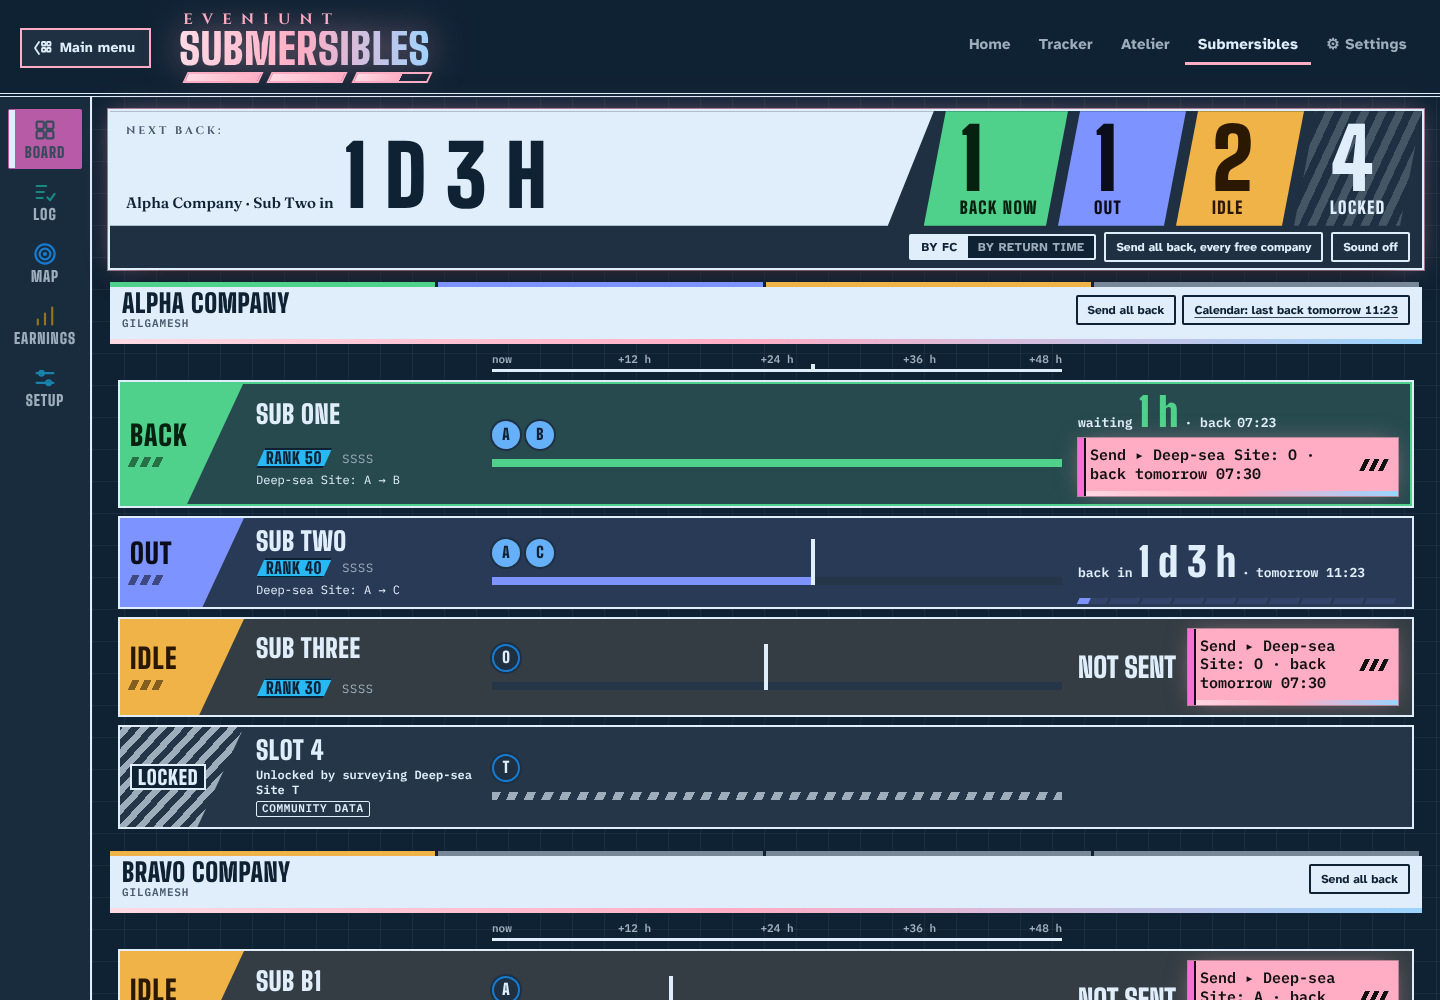 Main menu
EVENIUNT
SUBMERSIBLES
Home
Tracker
Atelier
Submersibles
Settings
BOARD
LOG
MAP
EARNINGS
SETUP
NEXT BACK:
Alpha Company · Sub Two in 1D3H
1 BACK NOW
1 OUT
2 IDLE
4 LOCKED
BY FC
BY RETURN TIME
Send all back, every free company
Sound off
ALPHA COMPANY
GILGAMESH
Send all back
Calendar: last back tomorrow 11:23
now +12 h +24 h +36 h +48 h
BACK
SUB ONE
RANK 50 SSSS
Deep-sea Site: A → B
A B
waiting 1h · back 07:23
Send ▸ Deep-sea Site: O ·
back tomorrow 07:30
OUT
SUB TWO
RANK 40 SSSS
Deep-sea Site: A → C
A C
back in 1d3h · tomorrow 11:23
IDLE
SUB THREE
RANK 30 SSSS
O
NOT SENT
Send ▸ Deep-sea
Site: O · back
tomorrow 07:30
LOCKED
SLOT 4
Unlocked by surveying Deep-sea
Site T
COMMUNITY DATA
T
BRAVO COMPANY
GILGAMESH
Send all back
now +12 h +24 h +36 h +48 h
IDLE
SUB B1
A
NOT SENT
Send ▸ Deep-sea
Site: A · back